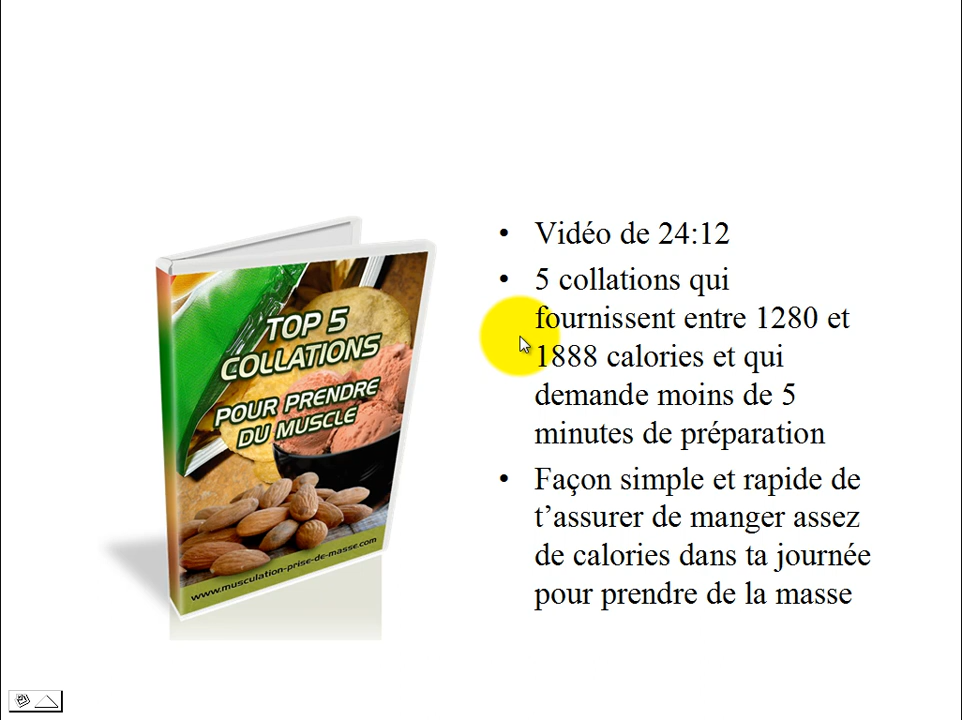 TOP 5
COLLATIONS
POUR PRENDRE
DU MUSCLE
www.musculation-prise-de-masse.com
• Vidéo de 24:12
• 5 collations qui
fournissent entre 1280 et
1888 calories et qui
demande moins de 5
minutes de préparation
• Façon simple et rapide de
t’assurer de manger assez
de calories dans ta journée
pour prendre de la masse